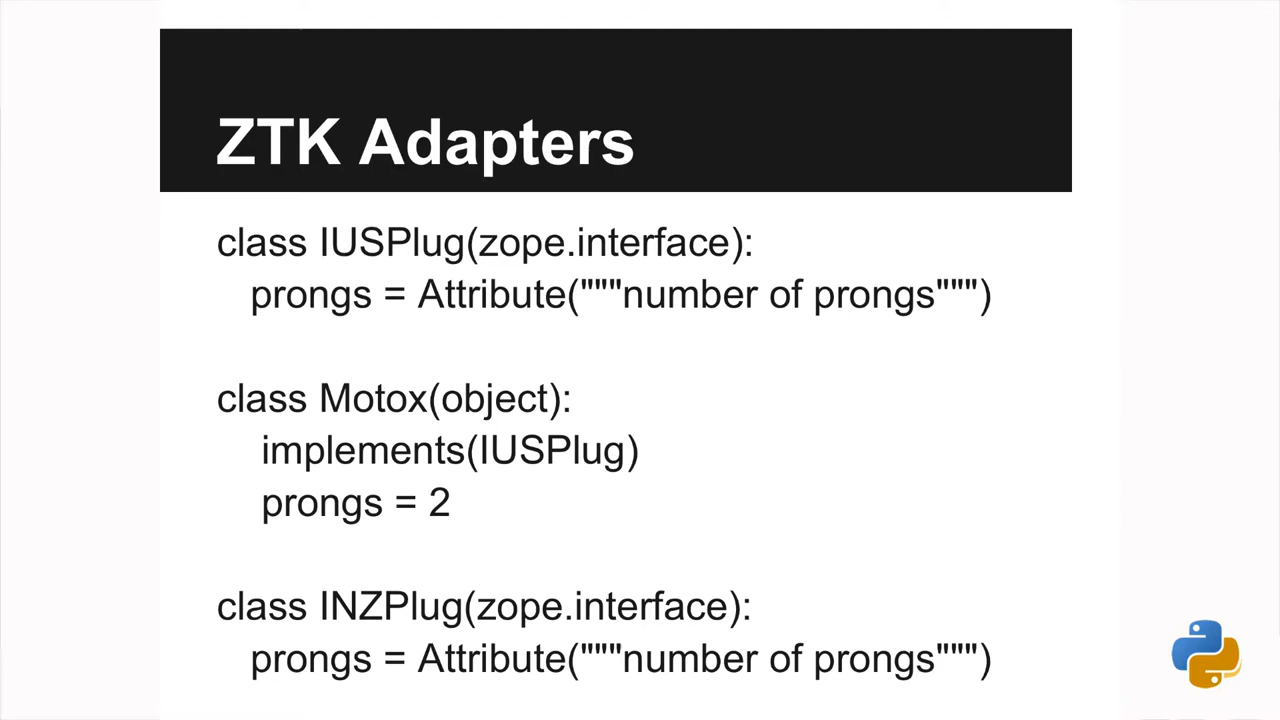 ZTK Adapters
class IUSPlug(zope.interface):
prongs = Attribute("""number of prongs""")
class Motox(object):
implements(IUSPlug)
prongs = 2
class INZPlug(zope.interface):
prongs = Attribute("""number of prongs""")